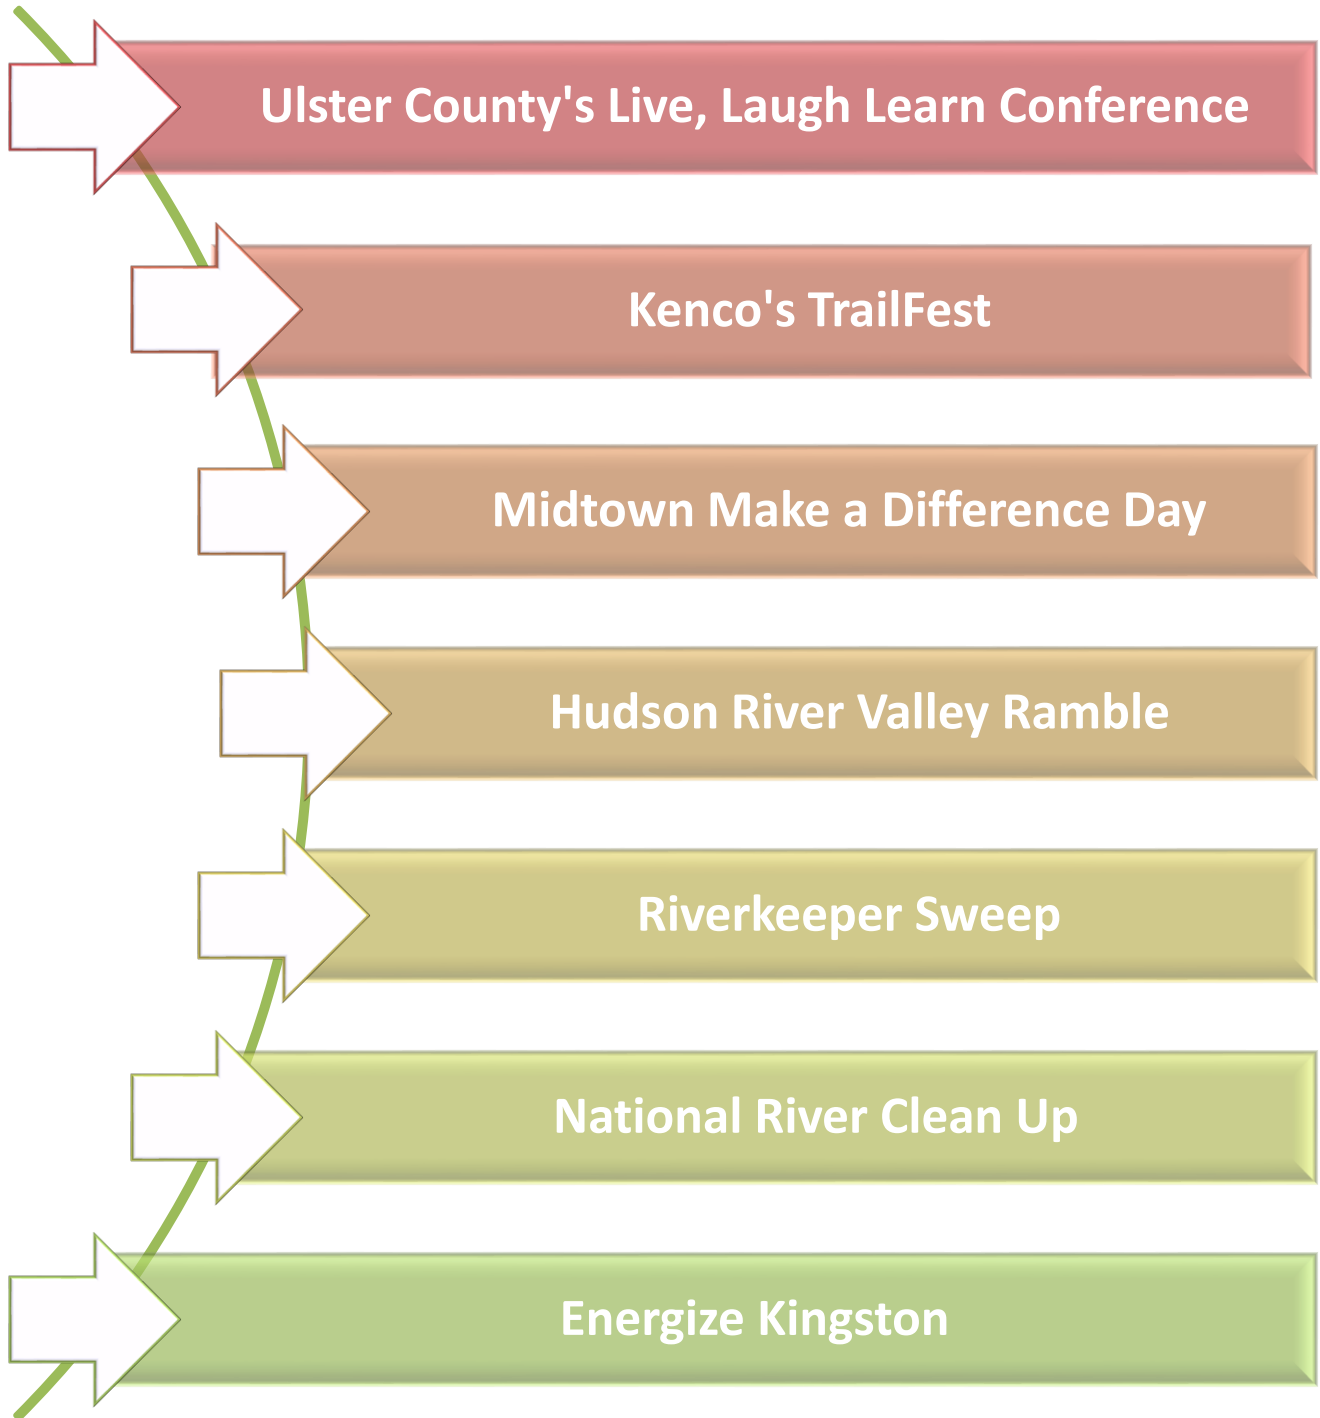 Ulster County's Live, Laugh Learn Conference
Kenco's TrailFest
Midtown Make a Difference Day
Hudson River Valley Ramble
Riverkeeper Sweep
National River Clean Up
Energize Kingston